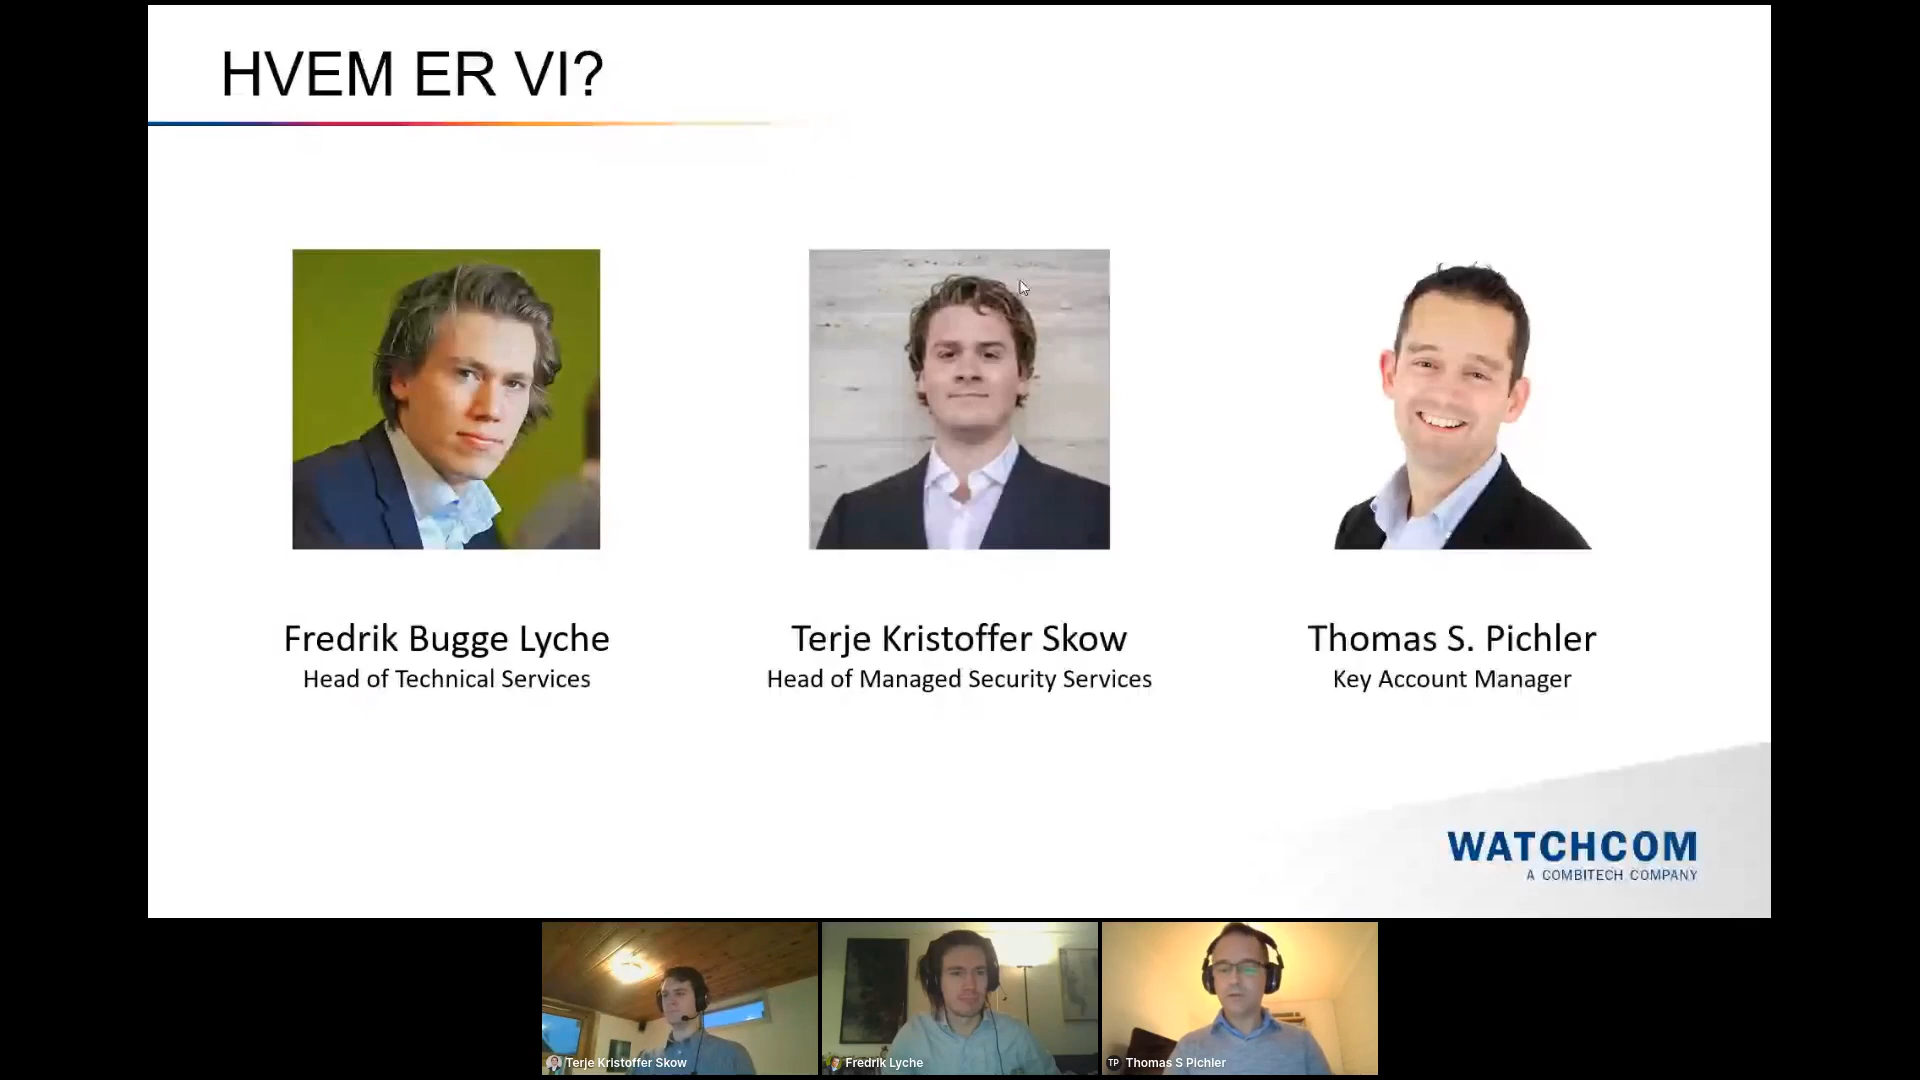 HVEM ER VI?
Fredrik Bugge Lyche
Head of Technical Services
Terje Kristoffer Skow
Head of Managed Security Services
Thomas S. Pichler
Key Account Manager
WATCHCOM
A COMBITECH COMPANY
Terje Kristoffer Skow
Fredrik Lyche
TP Thomas S Pichler